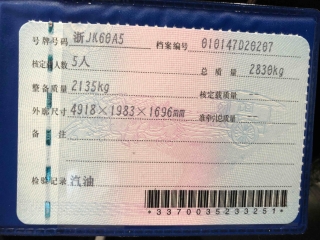 号牌号码 浙JK60A5 档案编号 010147D20207
核定载人数 5人 总质量 2830kg
整备质量 2135kg 核定载质量
外廓尺寸 4918×1983×1696mm 准牵引总质量
备注
检验记录 汽油
*3370035233251*